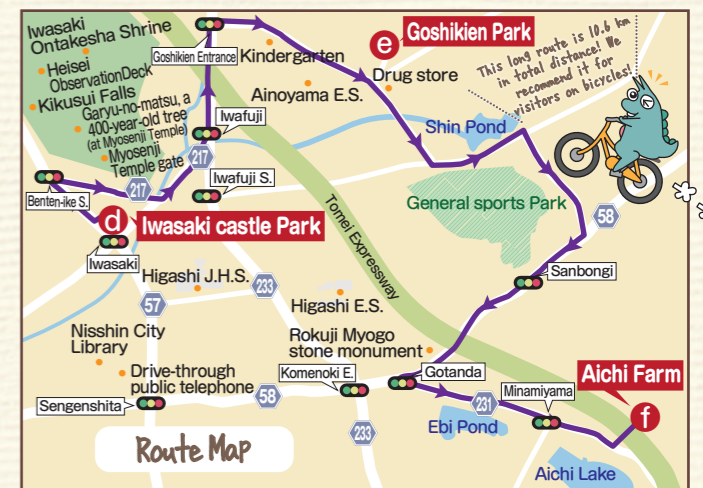 Iwasaki
Ontakesha Shrine
Heisei
ObservationDeck
Kikusui Falls
Garyu-no-matsu, a
400-year-old tree
(at Myosenji Temple)
Myosenji
Temple gate
Goshikien Entrance
Kindergarten
Ainoyama E.S.
e
Goshikien Park
Drug store
This long route is 10.6 km
in total distance! We
recommend it for
visitors on bicycles!
Iwafuji
217
Iwafuji S.
217
Benten-ike S.
d
Iwasaki castle Park
Iwasaki
Shin Pond
General sports Park
58
Tomei Expressway
Sanbongi
Higashi J.H.S.
233
57
Higashi E.S.
Nisshin City
Library
Drive-through
public telephone
Rokuji Myogo
stone monument
Komenoki E.
Gotanda
58
Sengenshita
233
231
Minamiyama
Aichi Farm
f
Ebi Pond
Aichi Lake
Route Map